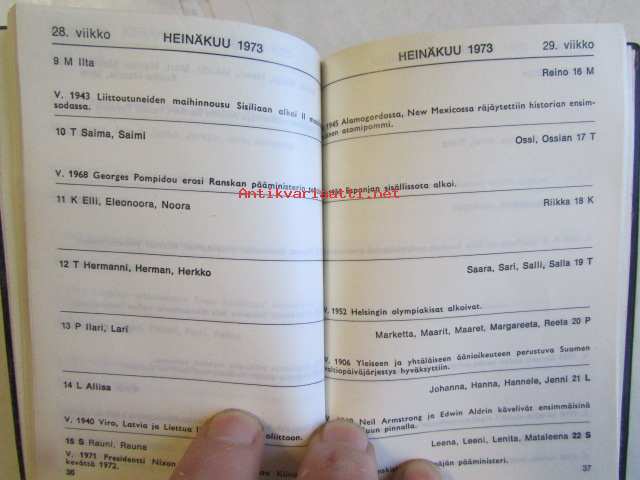 28. viikko
HEINÄKUU 1973
9 M Ilta
V. 1943 Liittoutuneiden maihinnousu Sisiliaan alkoi II
sodassa.
10 T Saima, Saimi
V. 1968 Georges Pompidou erosi Ranskan pääministerin
11 K Elli, Eleonoora, Noora
12 T Hermanni, Herman, Herkko
13 P Ilari, Lari
14 L Aliisa
V. 1940 Viro, Latvia ja Liettua
15 S Rauni, Rauna
V. 1971 Presidentti Nixon
keväitä 1972.
36
HEINÄKUU 1973
29. viikko
Reino 16 M
1945 Alamogordossa, New Mexicossa räjäytettiin historian ensim-
atomipommi.
Ossi, Ossian 17 T
Espanjan sisällissota alkoi.
Riikka 18 K
Saara, Sari, Salli, Salla 19 T
V. 1952 Helsingin olympiakisat alkoivat.
Marketta, Maarit, Maaret, Margareeta, Reeta 20 P
V. 1906 Yleiseen ja yhtäläiseen äänioikeuteen perustuva Suomen
valtiopäiväjärjestys hyväksyttiin.
Johanna, Hanna, Hannele, Jenni 21 L
Neil Armstrong ja Edwin Aldrin kävelivät ensimmäisinä
kuun pinnalla.
Leena, Leeni, Lenita, Mataleena 22 S
pääministeri.
37
Antikvariaatti.net